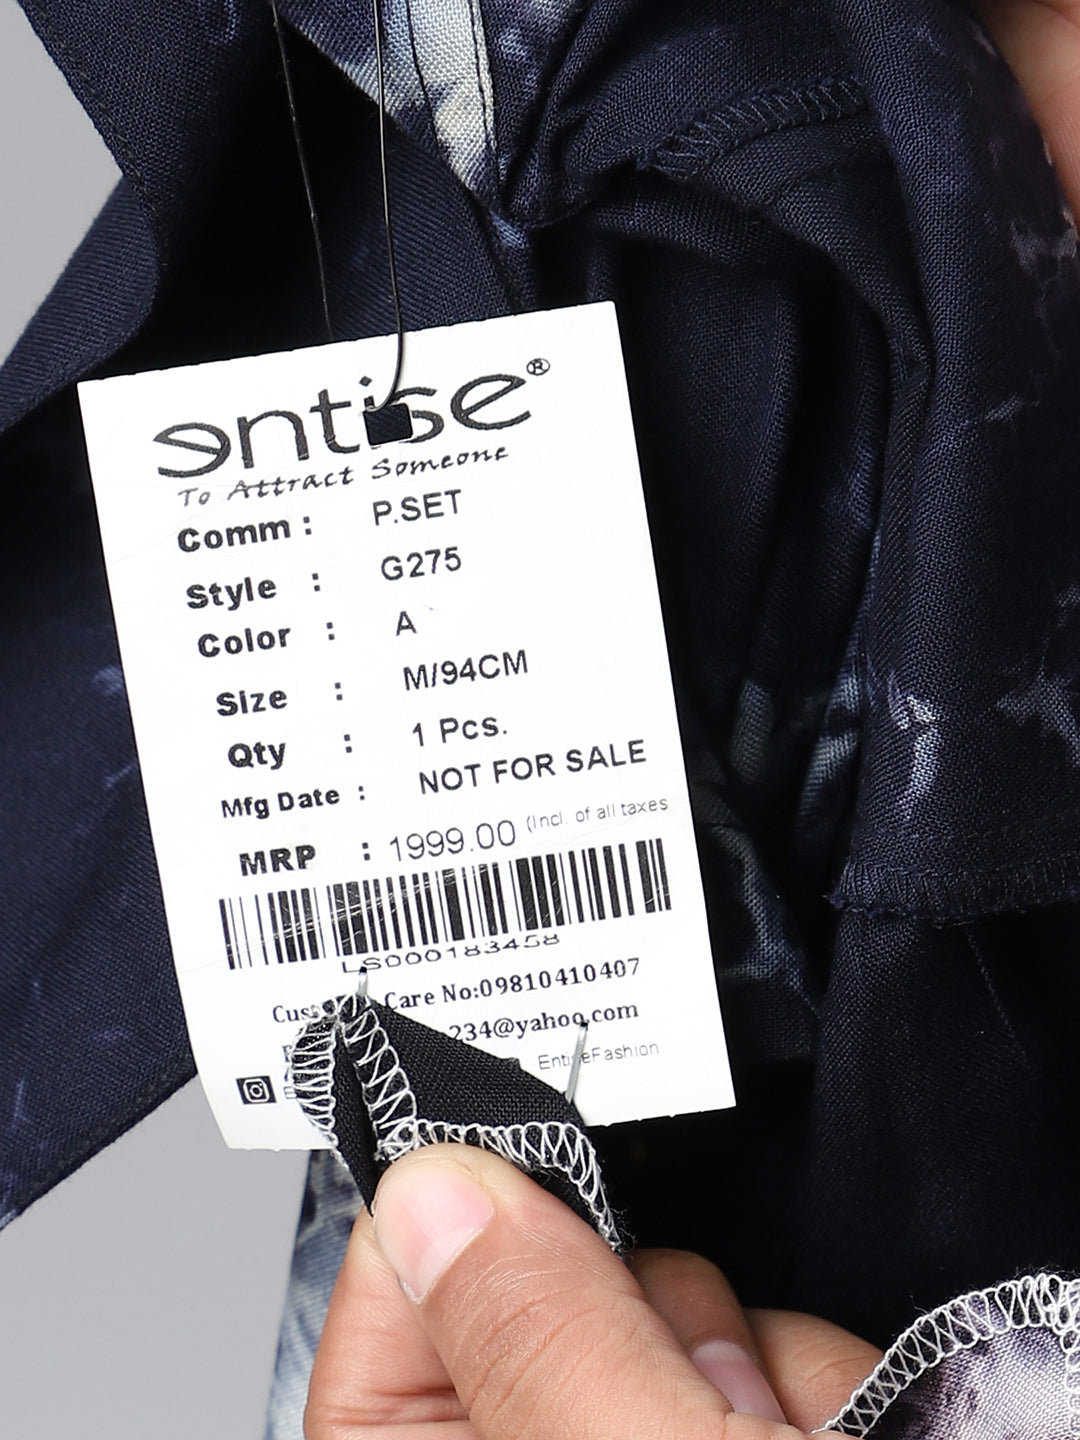 entise®
To Attract Someone
Comm : P.SET
Style : G275
Color : A
Size : M/94CM
Qty : 1 Pcs.
Mfg Date : NOT FOR SALE
MRP : 1999.00 (Incl. of all taxes
LS000183458
Care No:09810410407
234@yahoo.com
EntiseFashion